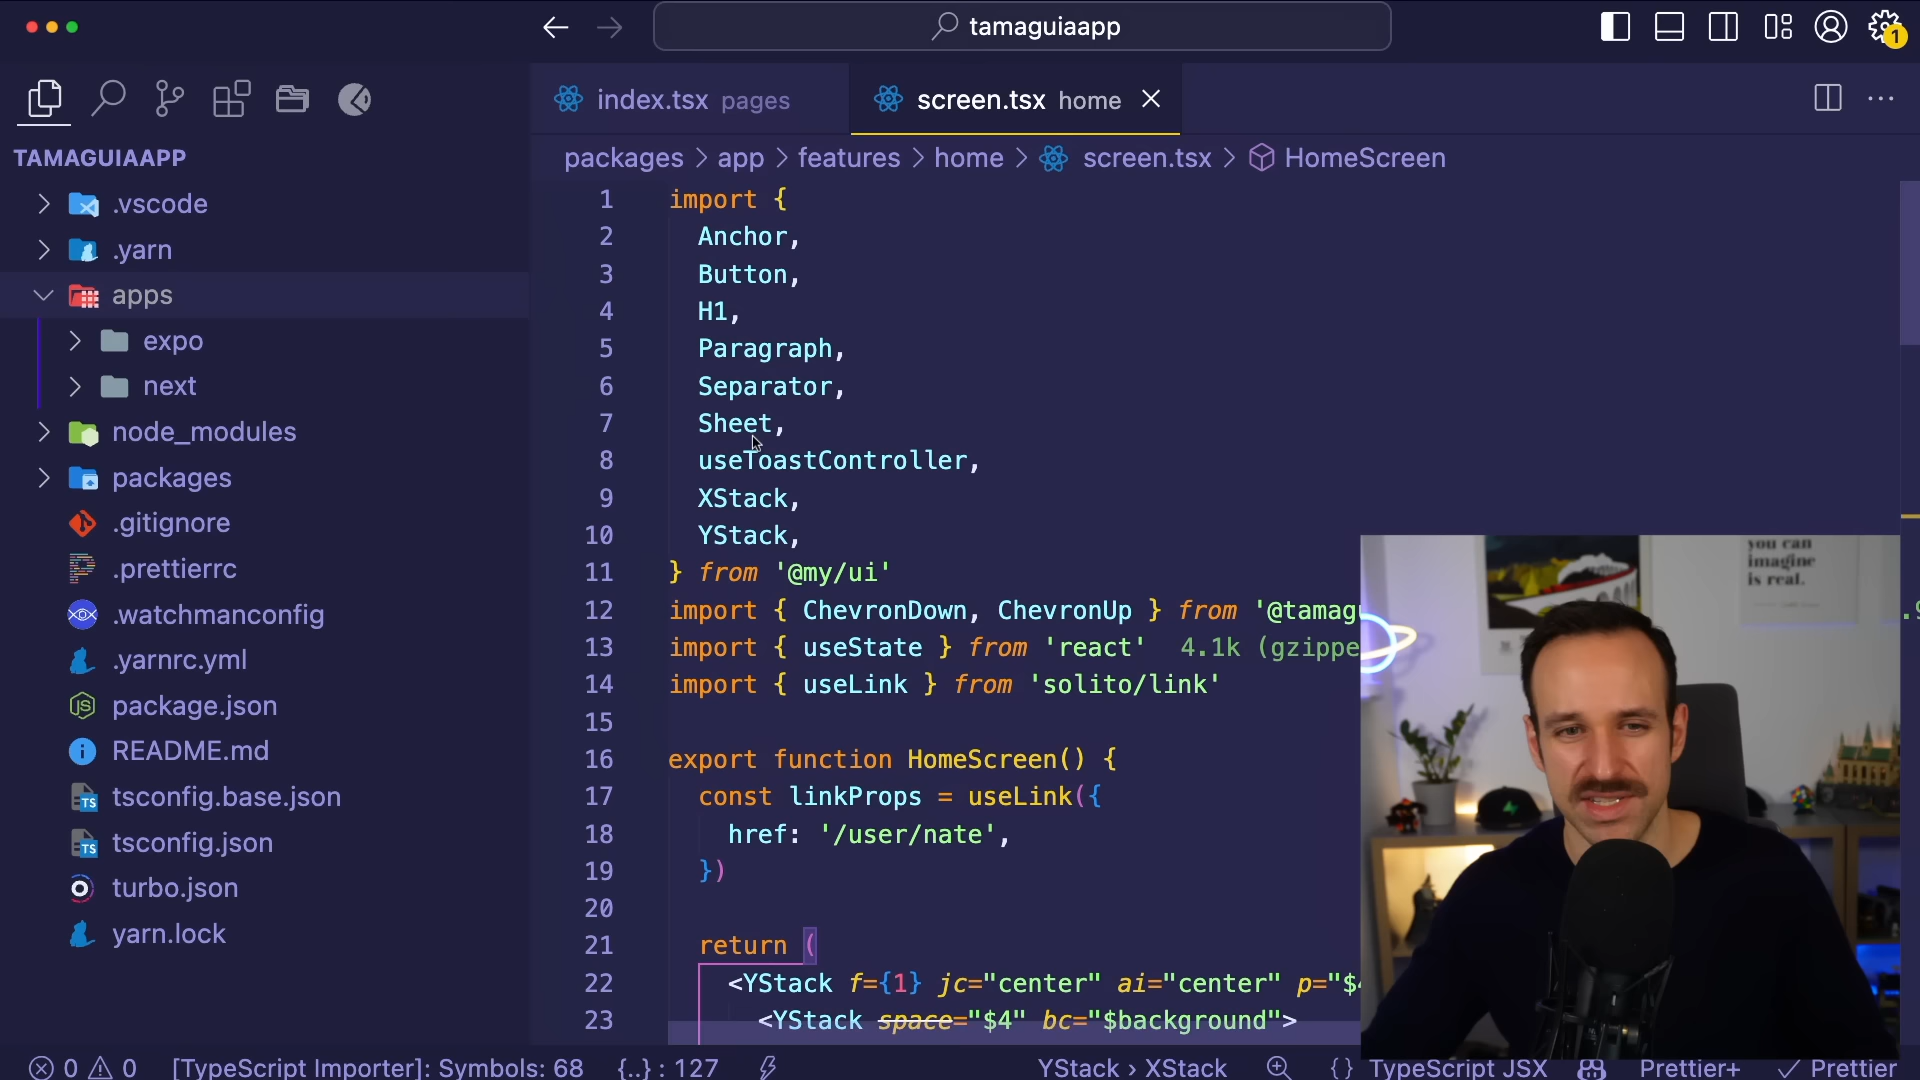 tamaguiaapp
1
index.tsx pages
screen.tsx home
TAMAGUIAAPP
packages > app > features > home > screen.tsx > HomeScreen
.vscode
.yarn
apps
expo
next
node_modules
packages
.gitignore
.prettierrc
.watchmanconfig
.yarnrc.yml
package.json
README.md
tsconfig.base.json
tsconfig.json
turbo.json
yarn.lock
1 import {
2 Anchor,
3 Button,
4 H1,
5 Paragraph,
6 Separator,
7 Sheet,
8 useToastController,
9 XStack,
10 YStack,
11 } from '@my/ui'
12 import { ChevronDown, ChevronUp } from '@tamagu
13 import { useState } from 'react' 4.1k (gzippe
14 import { useLink } from 'solito/link'
15
16 export function HomeScreen() {
17 const linkProps = useLink({
18 href: '/user/nate',
19 })
20
21 return (
22 <YStack f={1} jc="center" ai="center" p="$4
23 <YStack space="$4" bc="$background">
you can
imagine
is real.
0 0 [TypeScript Importer]: Symbols: 68 {..} : 127 YStack › XStack {} TypeScript JSX Prettier+ ✓ Prettier